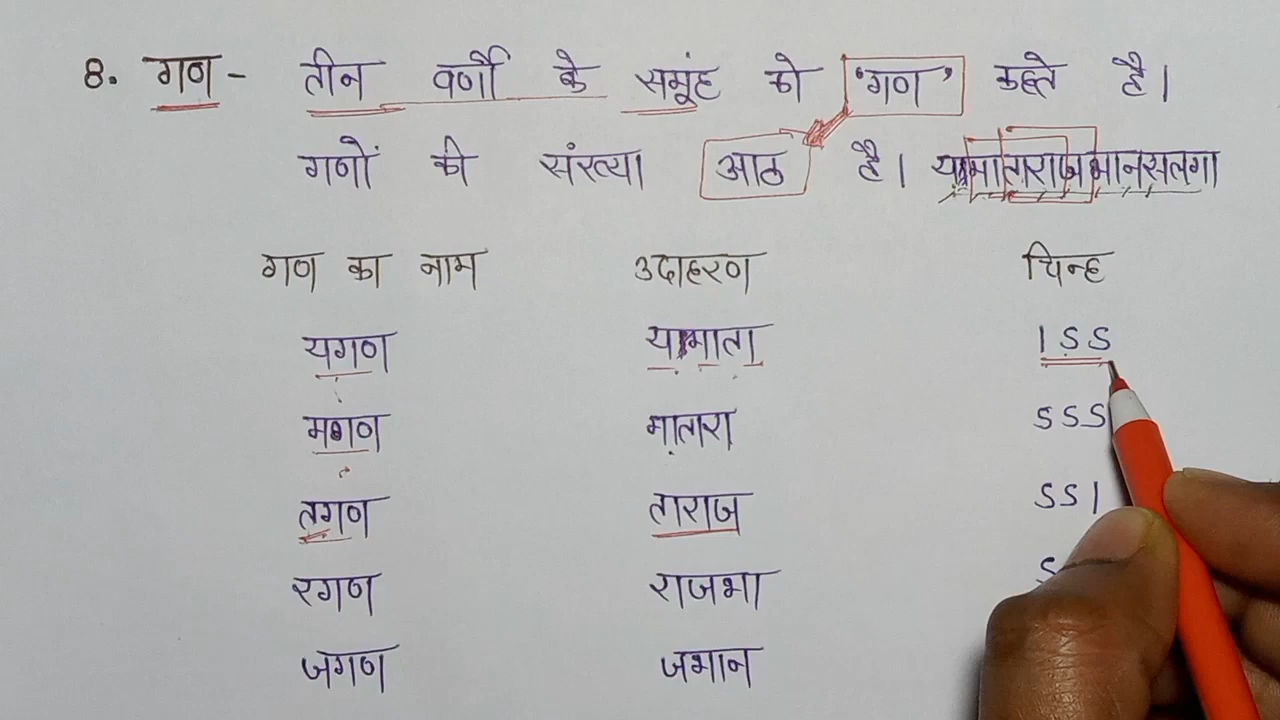 8. गण - तीन वर्णों के समूह को 'गण' कहते है।
गणों की संख्या आठ है। यमाताराजभानसलगा
गण का नाम उदाहरण चिन्ह
यगण यमाता ISS
मगण मातारा SSS
तगण ताराज SSI
रगण राजभा S
जगण जभान